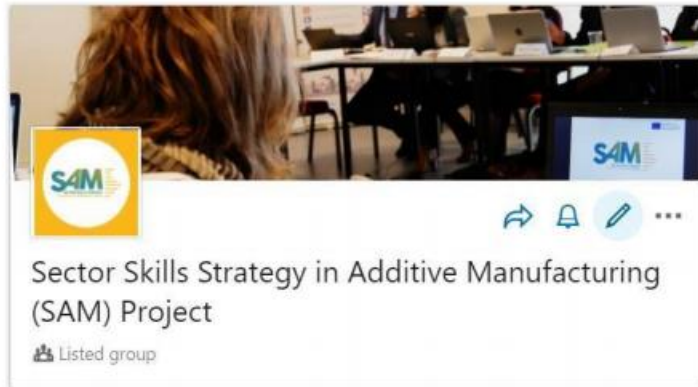 SAM
SAM
Sector Skills Strategy in Additive Manufacturing
(SAM) Project
Listed group